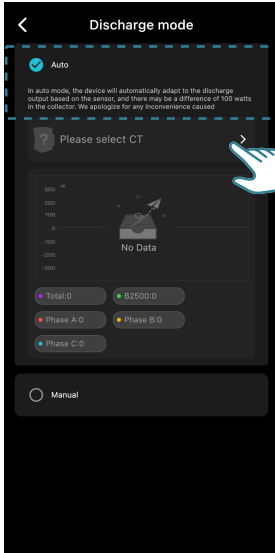 Discharge mode
Auto
In auto mode, the device will automatically adapt to the discharge
output based on the sensor, and there may be a difference of 100 watts
in the collector. We apologize for any inconvenience caused
? Please select CT
300 W
200
100
0
-100
-200
-300
No Data
Total:0 B2500:0
Phase A:0 Phase B:0
Phase C:0
Manual